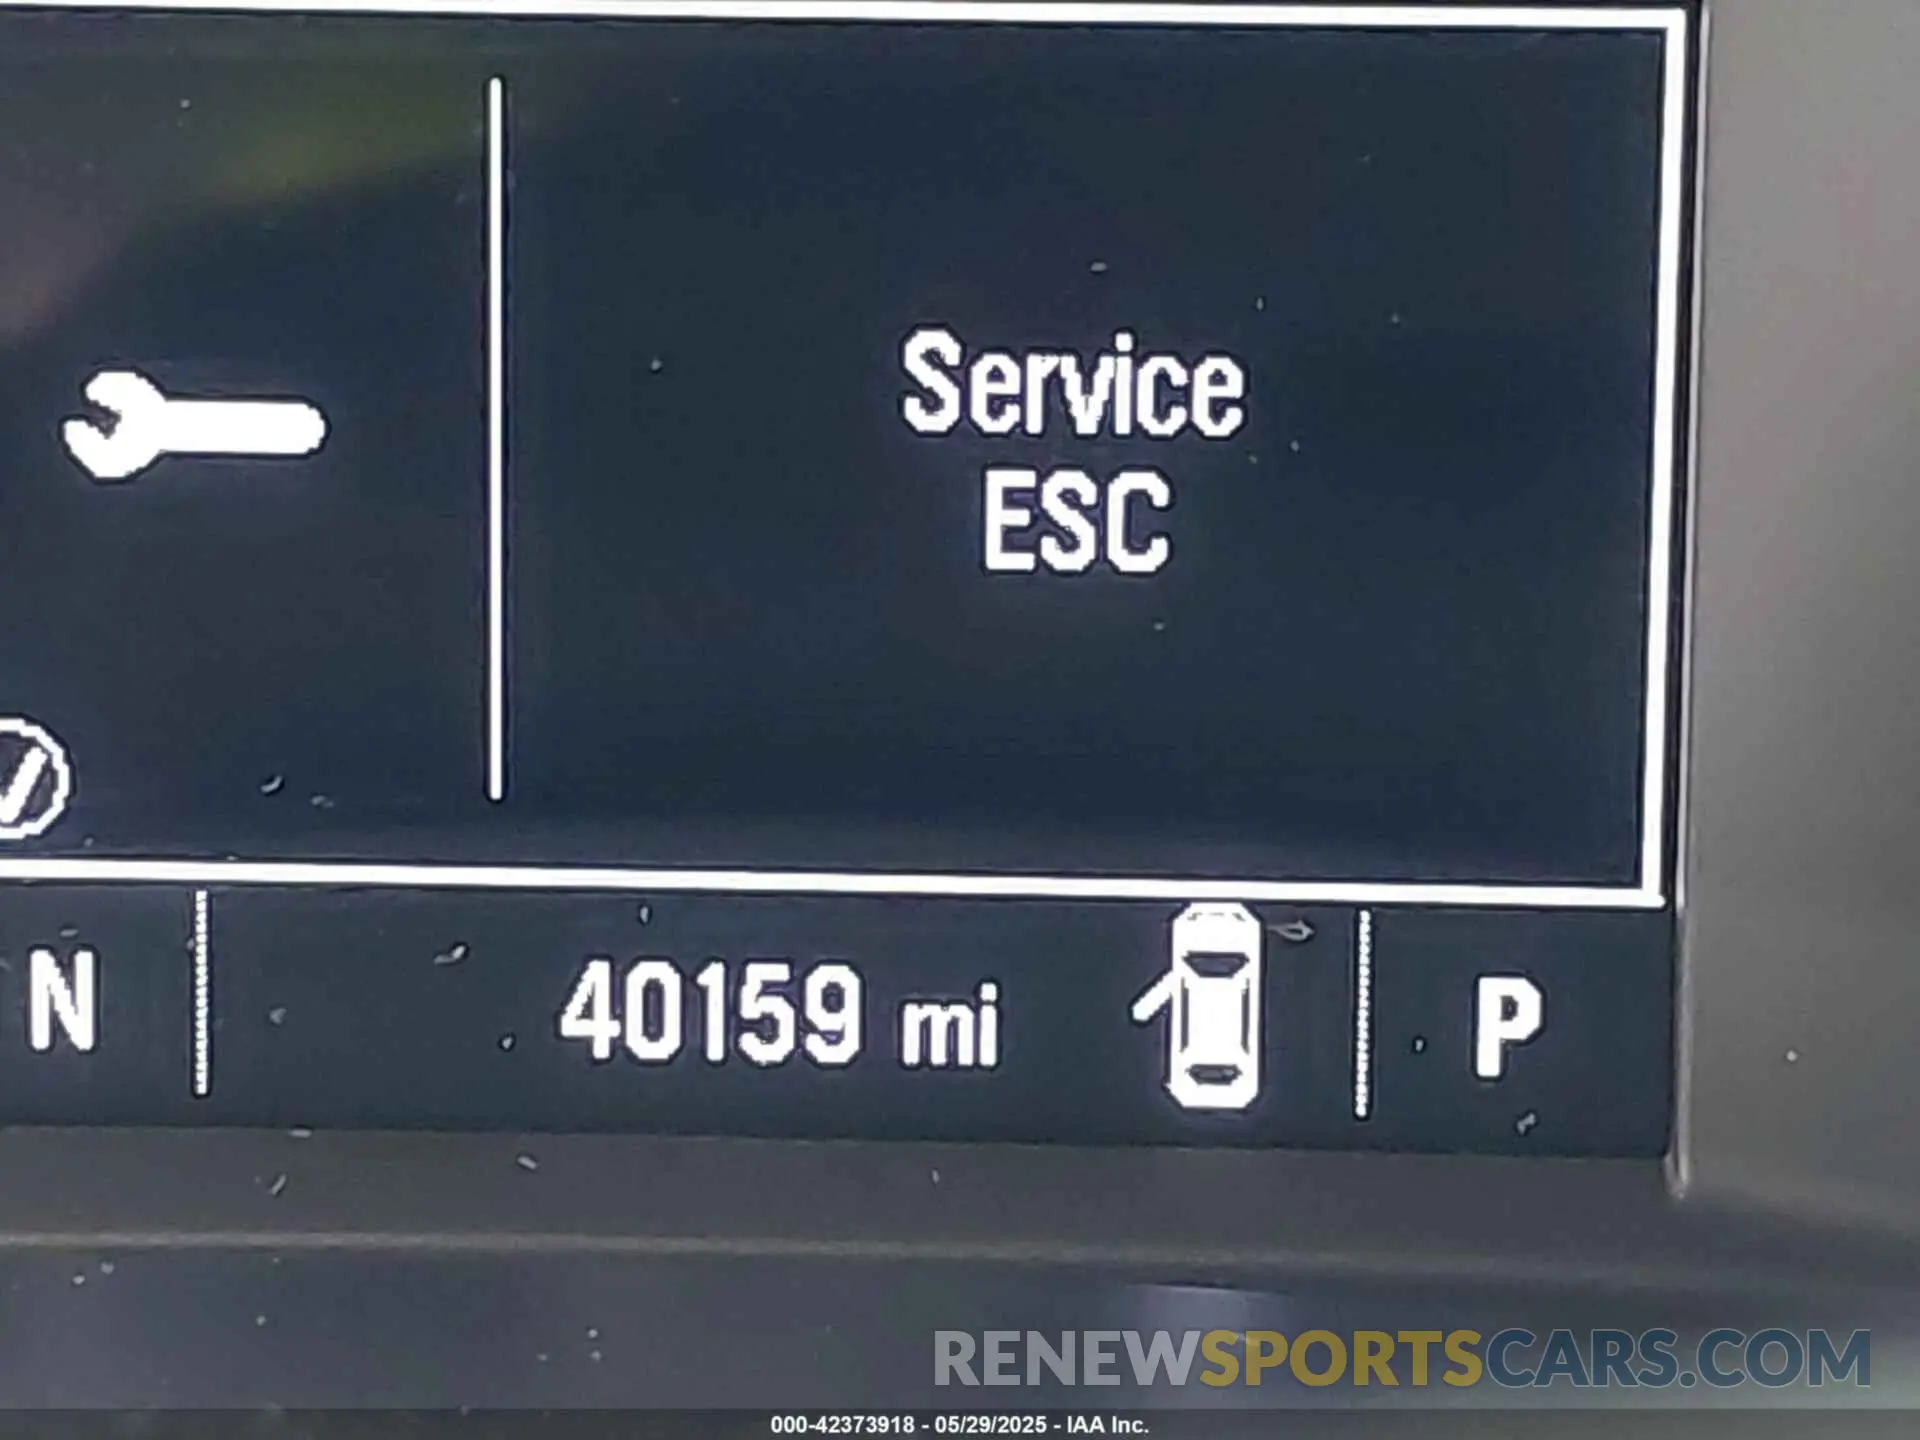 Service
ESC
N
40159 mi
P
RENEWSPORTSCARS.COM
000-42373918 - 05/29/2025 - IAA Inc.